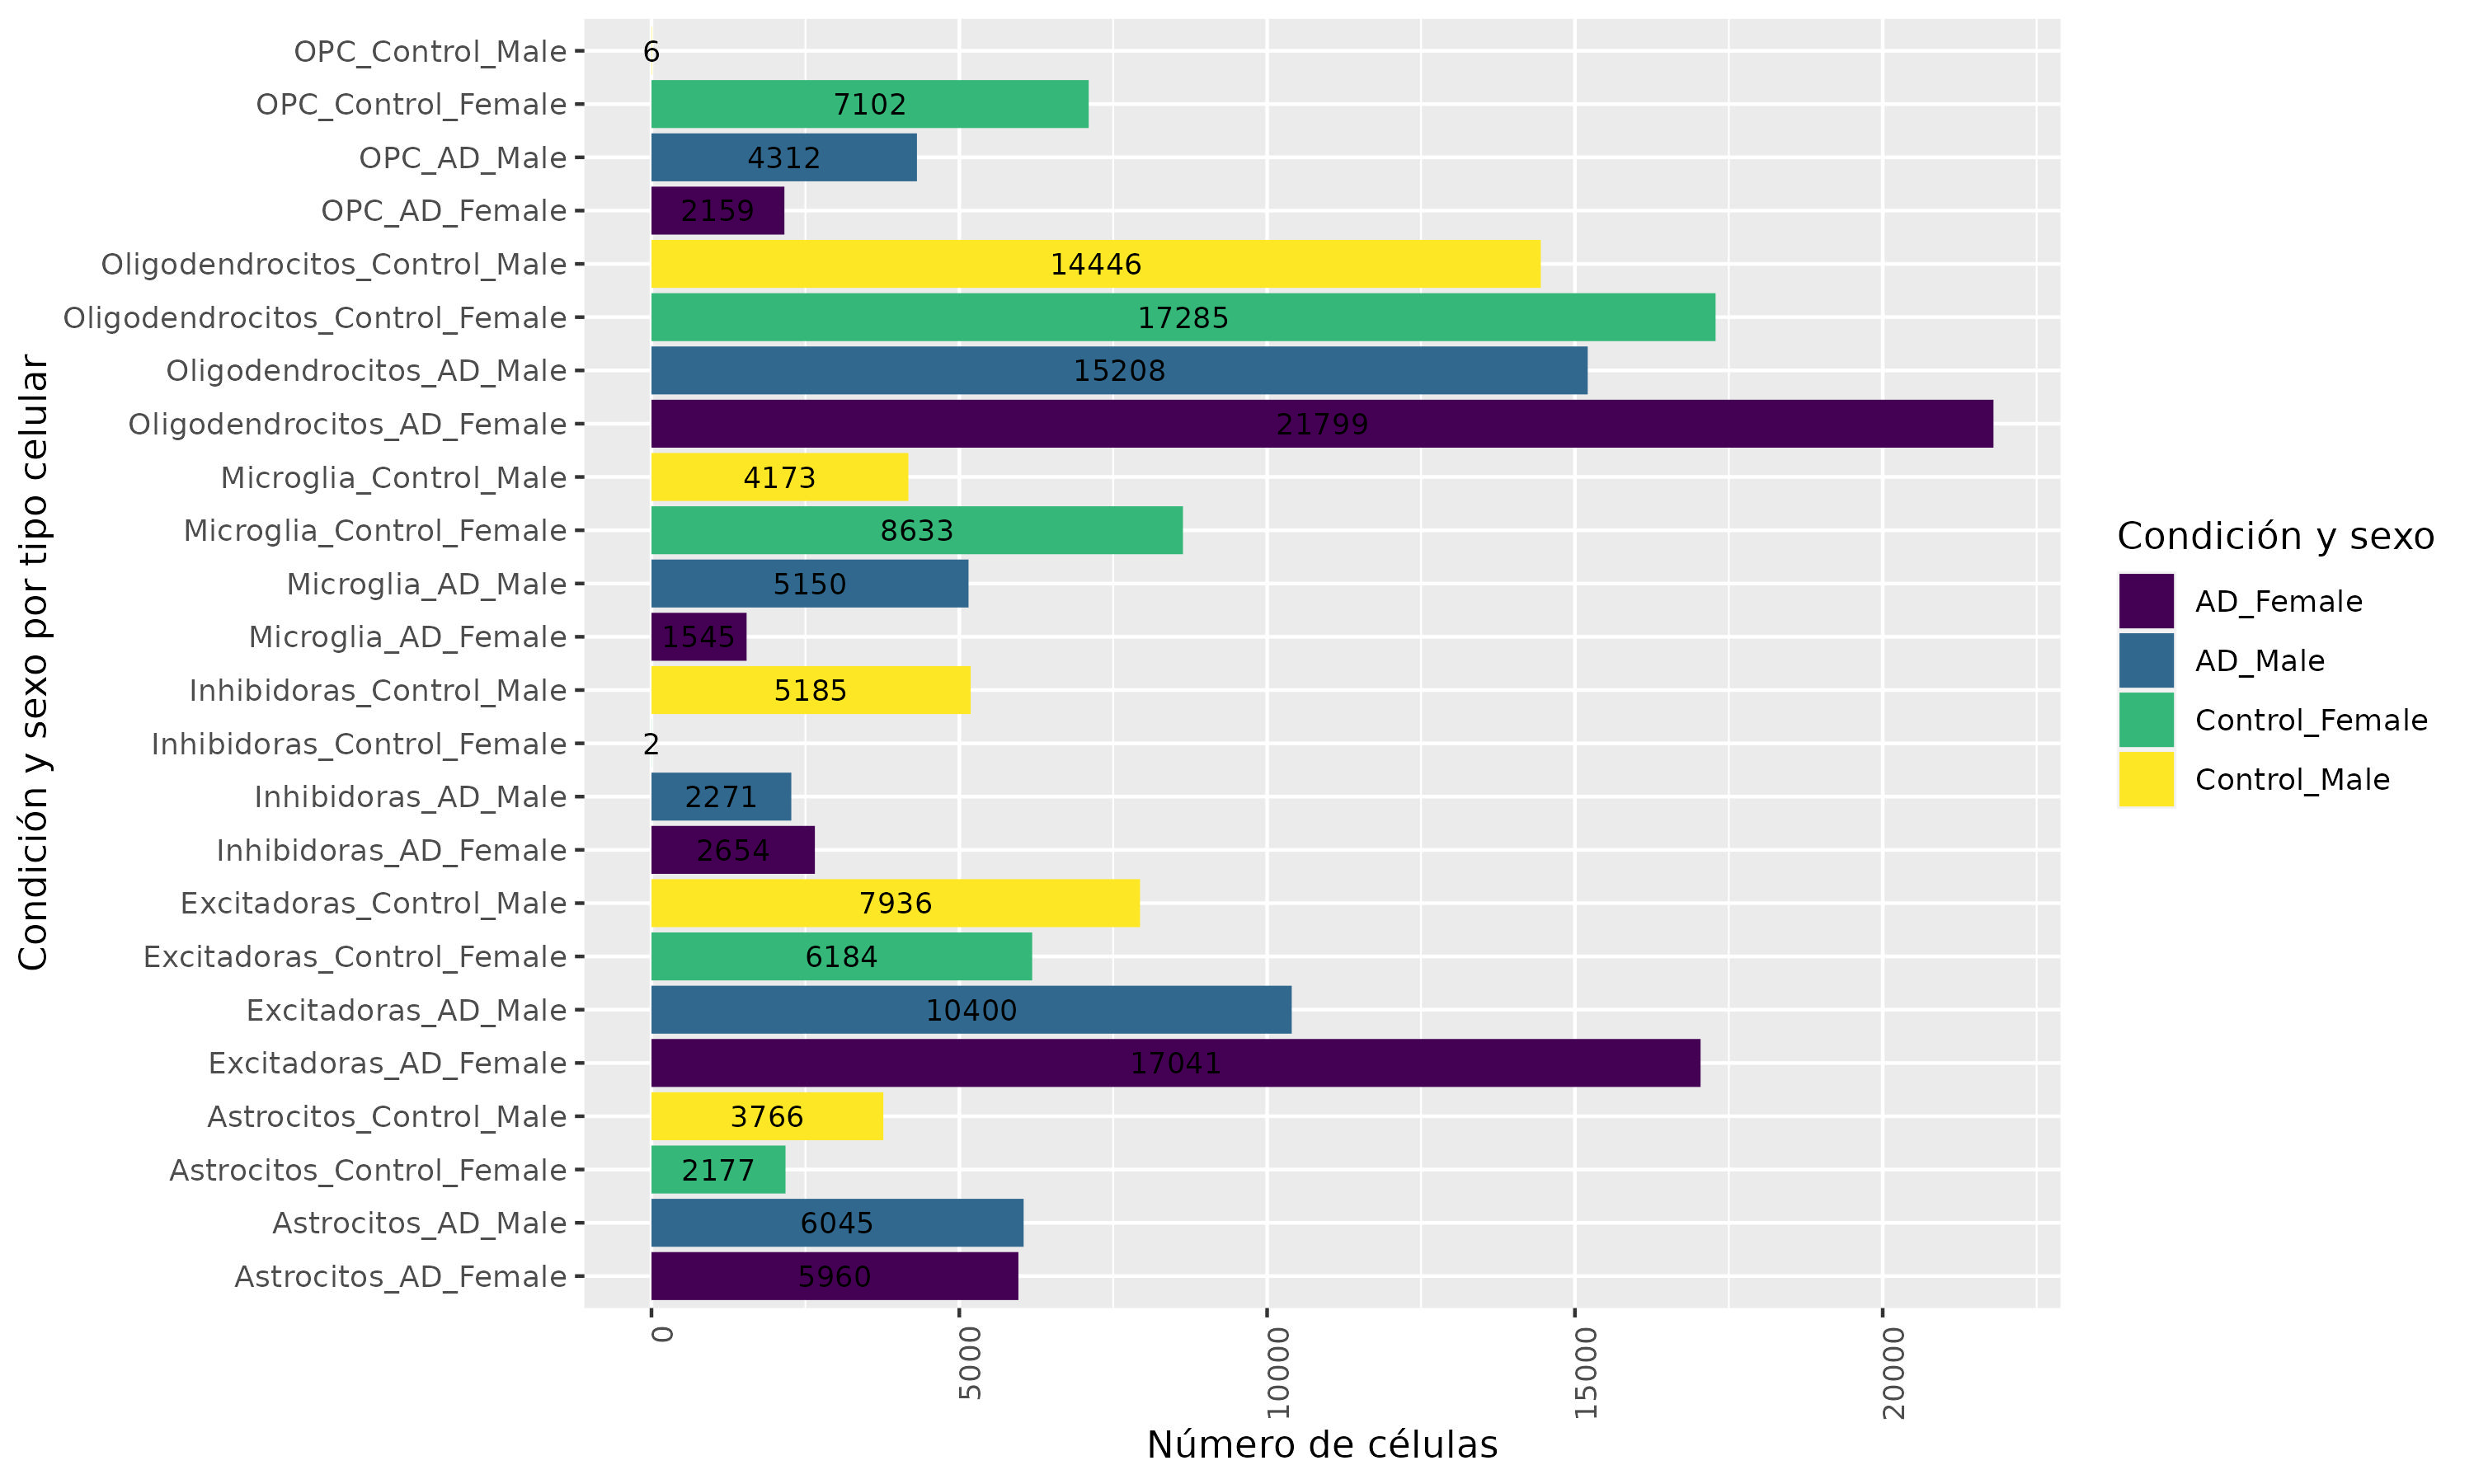 Condición y sexo por tipo celular
OPC_Control_Male 6
OPC_Control_Female 7102
OPC_AD_Male 4312
OPC_AD_Female 2159
Oligodendrocitos_Control_Male 14446
Oligodendrocitos_Control_Female 17285
Oligodendrocitos_AD_Male 15208
Oligodendrocitos_AD_Female 21799
Microglia_Control_Male 4173
Microglia_Control_Female 8633
Microglia_AD_Male 5150
Microglia_AD_Female 1545
Inhibidoras_Control_Male 5185
Inhibidoras_Control_Female 2
Inhibidoras_AD_Male 2271
Inhibidoras_AD_Female 2654
Excitadoras_Control_Male 7936
Excitadoras_Control_Female 6184
Excitadoras_AD_Male 10400
Excitadoras_AD_Female 17041
Astrocitos_Control_Male 3766
Astrocitos_Control_Female 2177
Astrocitos_AD_Male 6045
Astrocitos_AD_Female 5960
0 5000 10000 15000 20000
Número de células
Condición y sexo
AD_Female
AD_Male
Control_Female
Control_Male